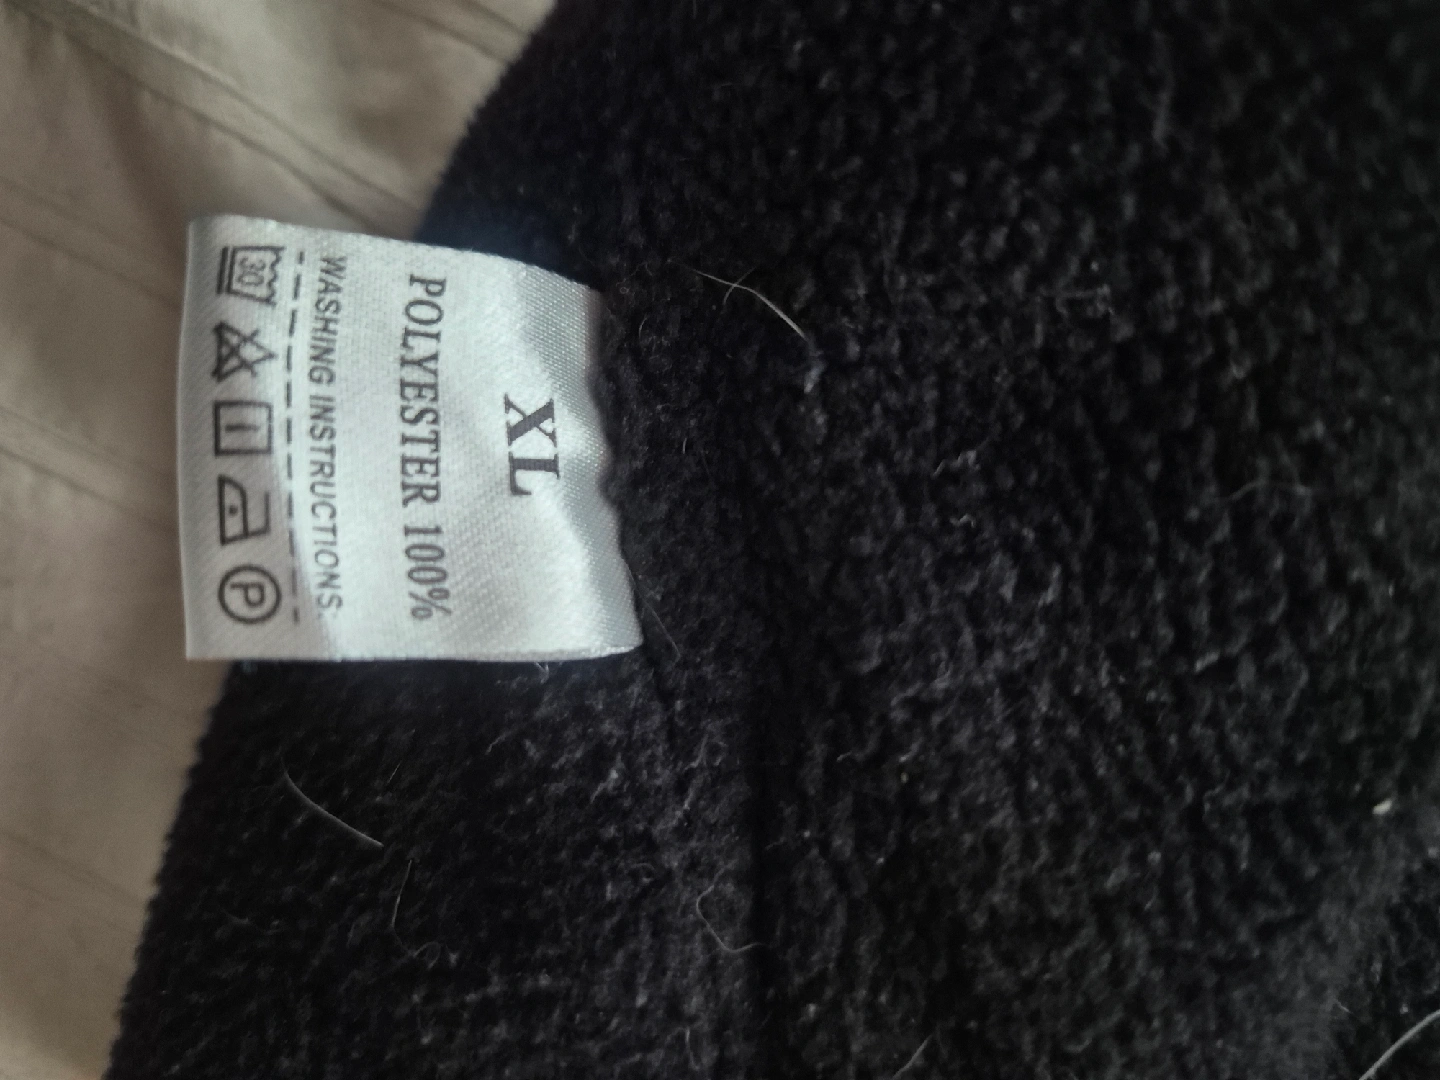 XL
POLYESTER 100%
WASHING INSTRUCTIONS:
30 P